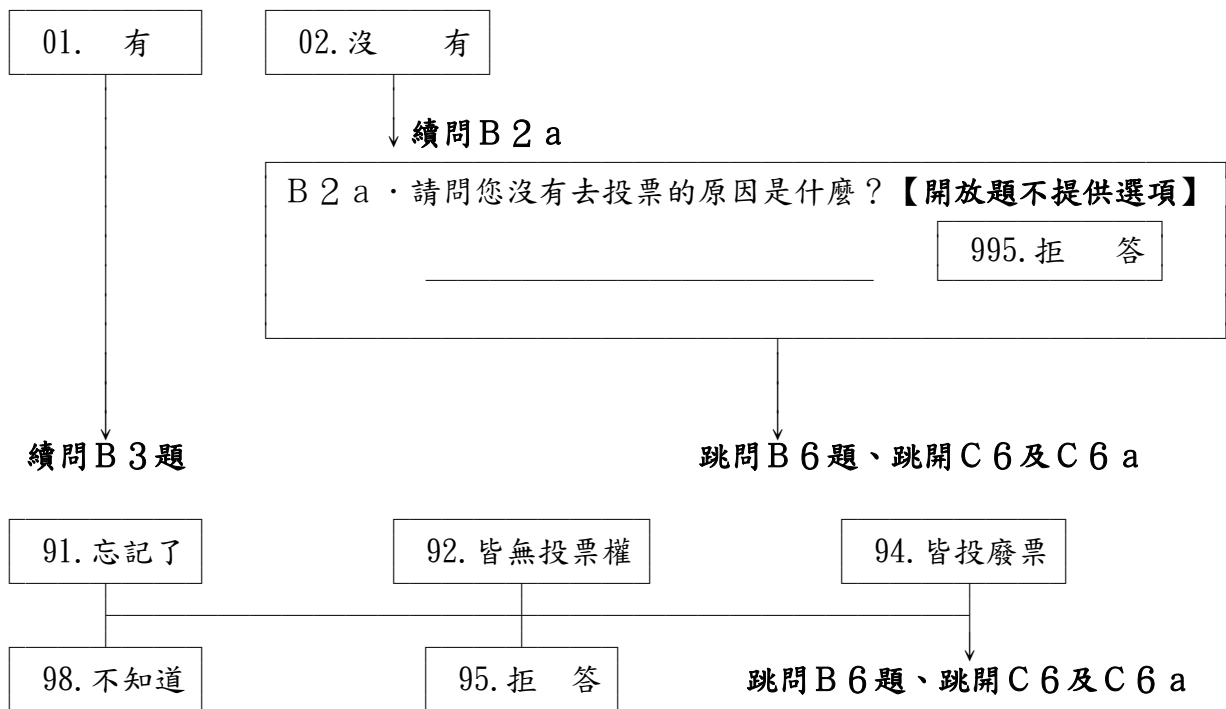 01. 有 02.沒 有
續問Ｂ２ａ
Ｂ２ａ．請問您沒有去投票的原因是什麼？【開放題不提供選項】
995.拒 答
續問Ｂ３題 跳問Ｂ６題、跳開Ｃ６及Ｃ６ａ
91.忘記了 92.皆無投票權 94.皆投廢票
98.不知道 95.拒 答 跳問Ｂ６題、跳開Ｃ６及Ｃ６ａ